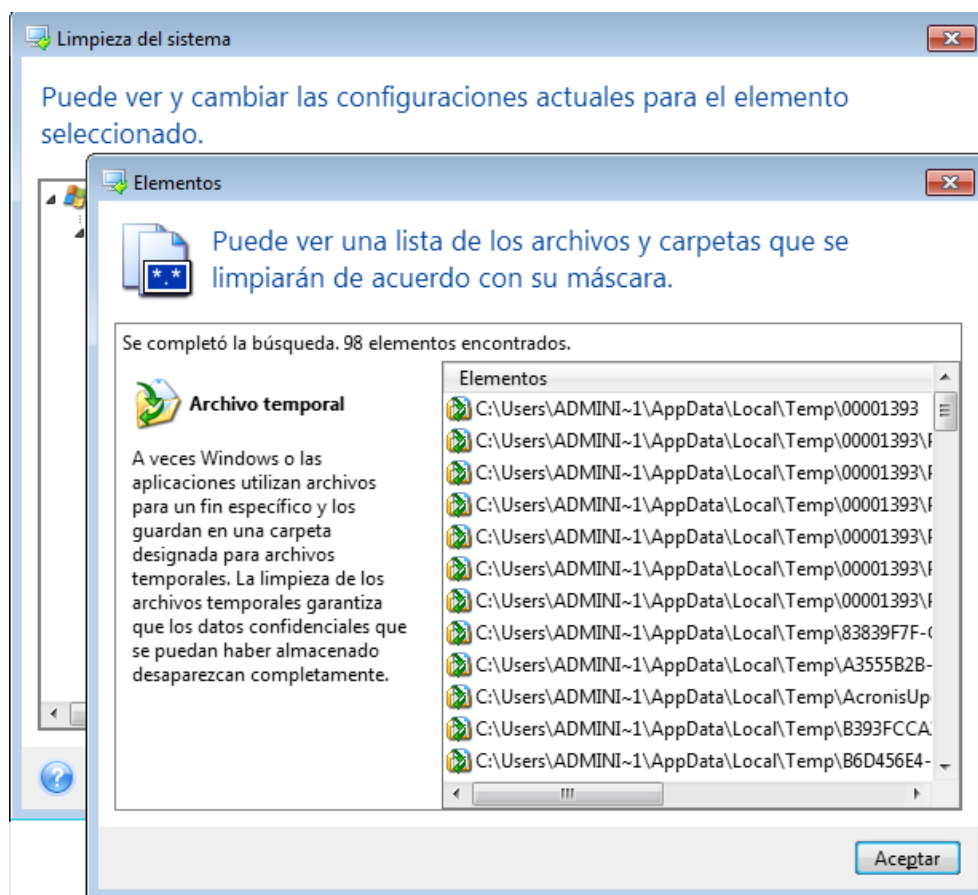 Limpieza del sistema
Puede ver y cambiar las configuraciones actuales para el elemento
seleccionado.
Elementos
Puede ver una lista de los archivos y carpetas que se
limpiarán de acuerdo con su máscara.
*.*
Se completó la búsqueda. 98 elementos encontrados.
Archivo temporal
A veces Windows o las
aplicaciones utilizan archivos
para un fin específico y los
guardan en una carpeta
designada para archivos
temporales. La limpieza de los
archivos temporales garantiza
que los datos confidenciales que
se puedan haber almacenado
desaparezcan completamente.
Elementos
C:\Users\ADMINI~1\AppData\Local\Temp\00001393
C:\Users\ADMINI~1\AppData\Local\Temp\00001393\
C:\Users\ADMINI~1\AppData\Local\Temp\00001393\
C:\Users\ADMINI~1\AppData\Local\Temp\00001393\
C:\Users\ADMINI~1\AppData\Local\Temp\00001393\
C:\Users\ADMINI~1\AppData\Local\Temp\00001393\
C:\Users\ADMINI~1\AppData\Local\Temp\00001393\
C:\Users\ADMINI~1\AppData\Local\Temp\83839F7F-
C:\Users\ADMINI~1\AppData\Local\Temp\A3555B2B-
C:\Users\ADMINI~1\AppData\Local\Temp\AcronisUp
C:\Users\ADMINI~1\AppData\Local\Temp\B393FCCA
C:\Users\ADMINI~1\AppData\Local\Temp\B6D456E4-
?
Aceptar